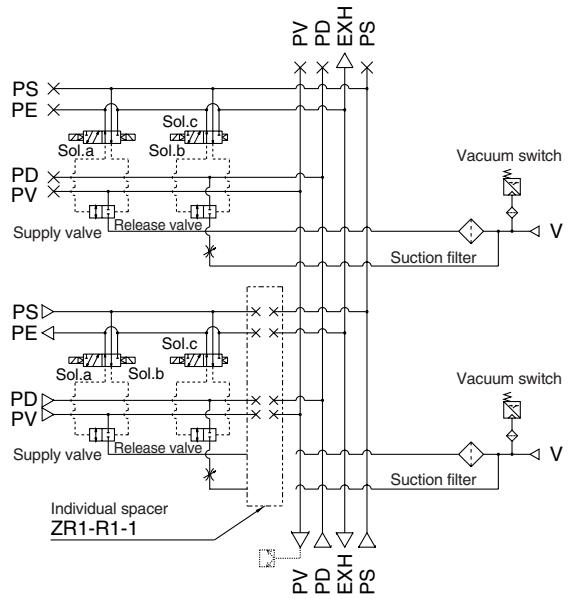 PV PD EXH PS
PS
PE
Sol.c
Sol.a
Sol.b
PD
PV
Vacuum switch
Supply valve
Release valve
V
Suction filter
PS
PE
Sol.c
Sol.a
Sol.b
PD
PV
Vacuum switch
Supply valve
Release valve
V
Suction filter
Individual spacer
ZR1-R1-1
PV PD EXH PS